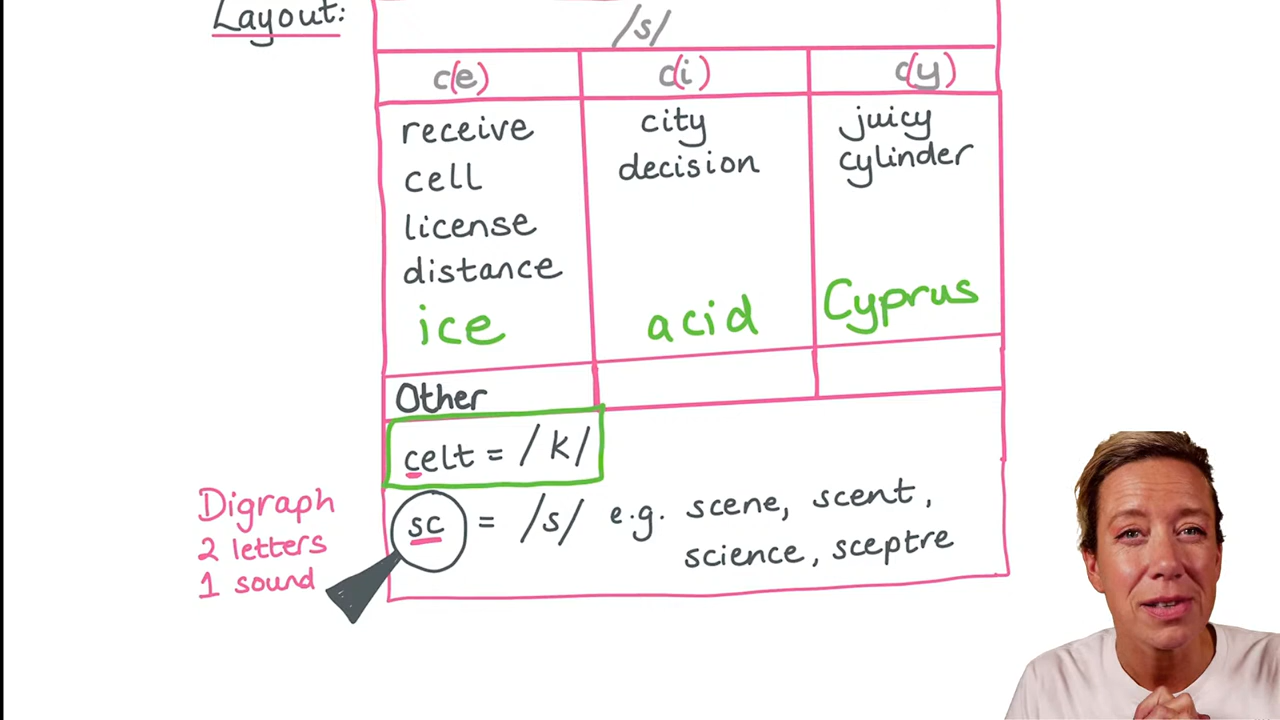 Layout:
/s/
c(e) c(i) c(y)
receive city juicy
cell decision cylinder
license
distance
ice acid Cyprus
Other
celt = /k/
Digraph
2 letters
1 sound
sc = /s/ e.g. scene, scent,
science, sceptre